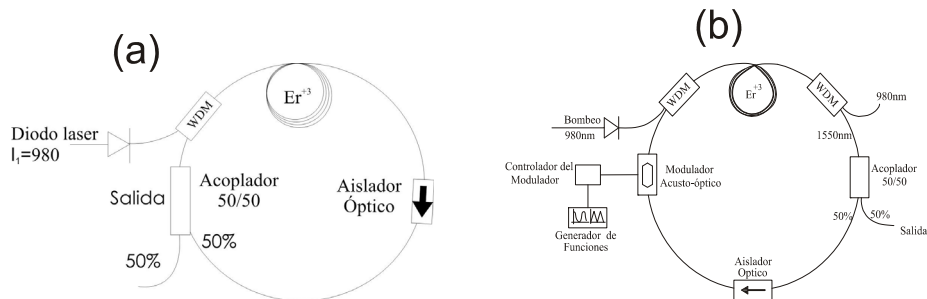 (a)
Er+3
WDM
Diodo laser
l1=980
Salida
Acoplador
50/50
Aislador
Óptico
50%
50%
(b)
Er+3
WDM
WDM
980nm
Bombeo
980nm
1550nm
Controlador del
Modulador
Modulador
Acusto-óptico
Acoplador
50/50
50%
50%
Salida
Generador de
Funciones
Aislador
Optico